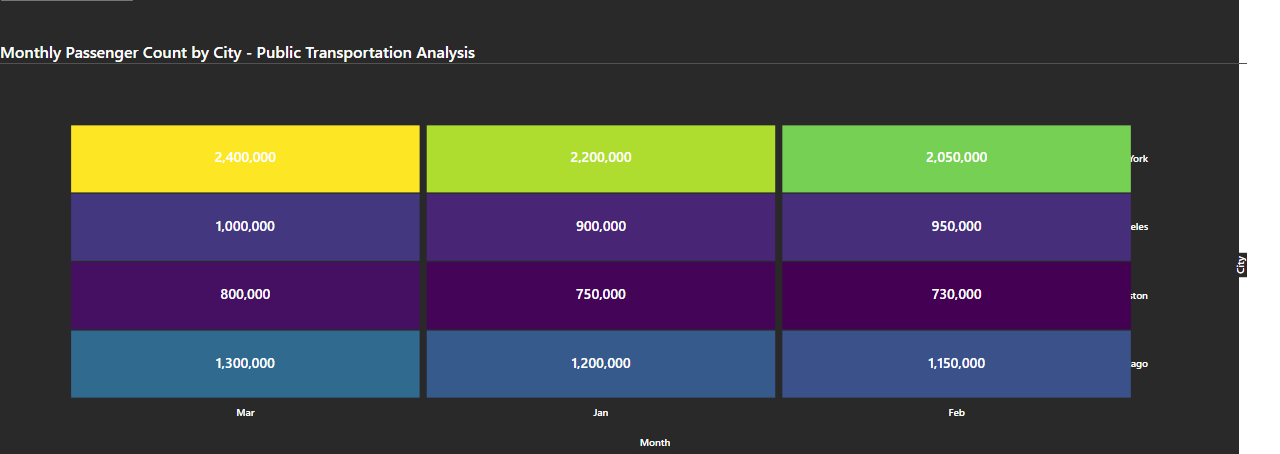 Monthly Passenger Count by City - Public Transportation Analysis
2,400,000 2,200,000 2,050,000 York
1,000,000 900,000 950,000 eles
800,000 750,000 730,000 ston
1,300,000 1,200,000 1,150,000 ago
City
Mar Jan Feb
Month